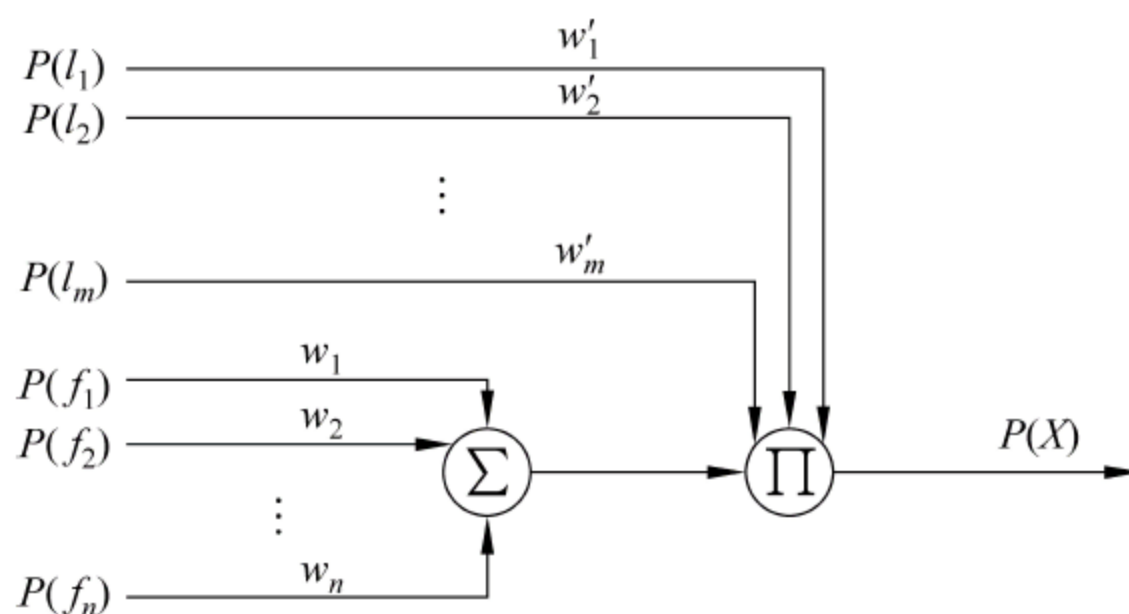 P(l₁) w′₁
P(l₂) w′₂
⋮
P(lₘ) w′ₘ
P(f₁) w₁
P(f₂) w₂
⋮
P(fₙ) wₙ
Σ
Π
P(X)